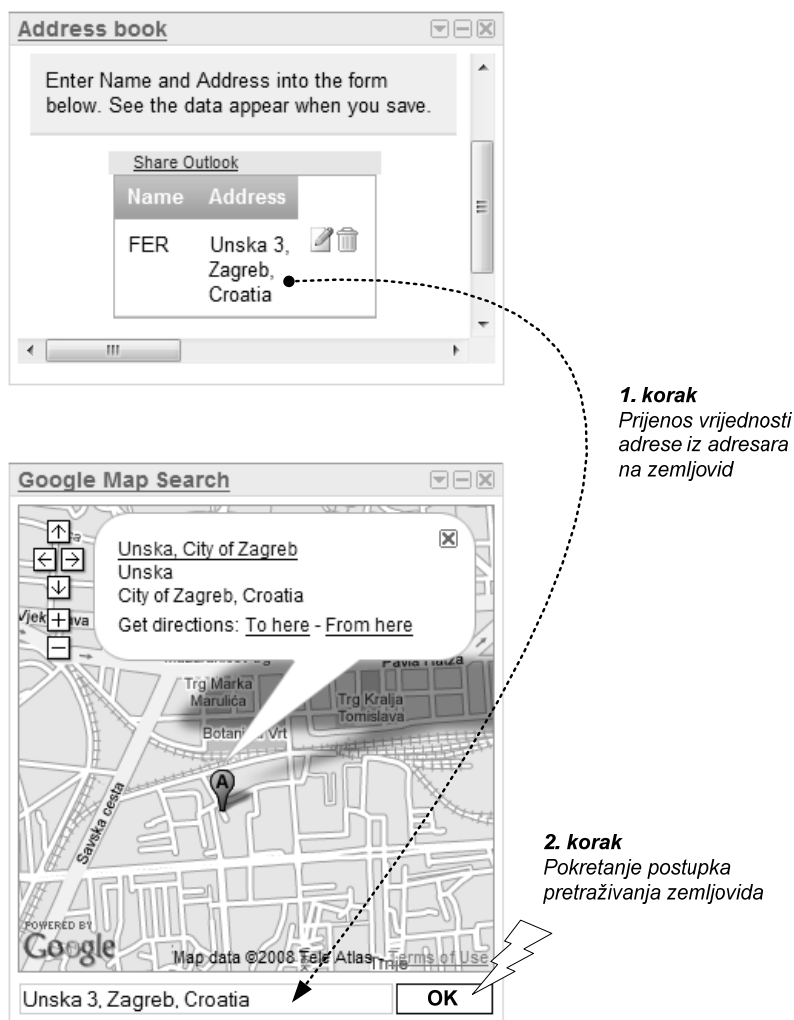 Address book
Enter Name and Address into the form
below. See the data appear when you save.
Share Outlook
Name Address
FER Unska 3,
Zagreb,
Croatia
1. korak
Prijenos vrijednosti
adrese iz adresara
na zemljovid
Google Map Search
Unska, City of Zagreb
Unska
City of Zagreb, Croatia
Get directions: To here - From here
Trg Marka
Marulića
Trg Kralja
Tomislava
Vrt
A
Savska cesta
2. korak
Pokretanje postupka
pretraživanja zemljovida
POWERED BY
Google
Map data ©2008 Tele Atlas - Terms of Use
Unska 3, Zagreb, Croatia
OK